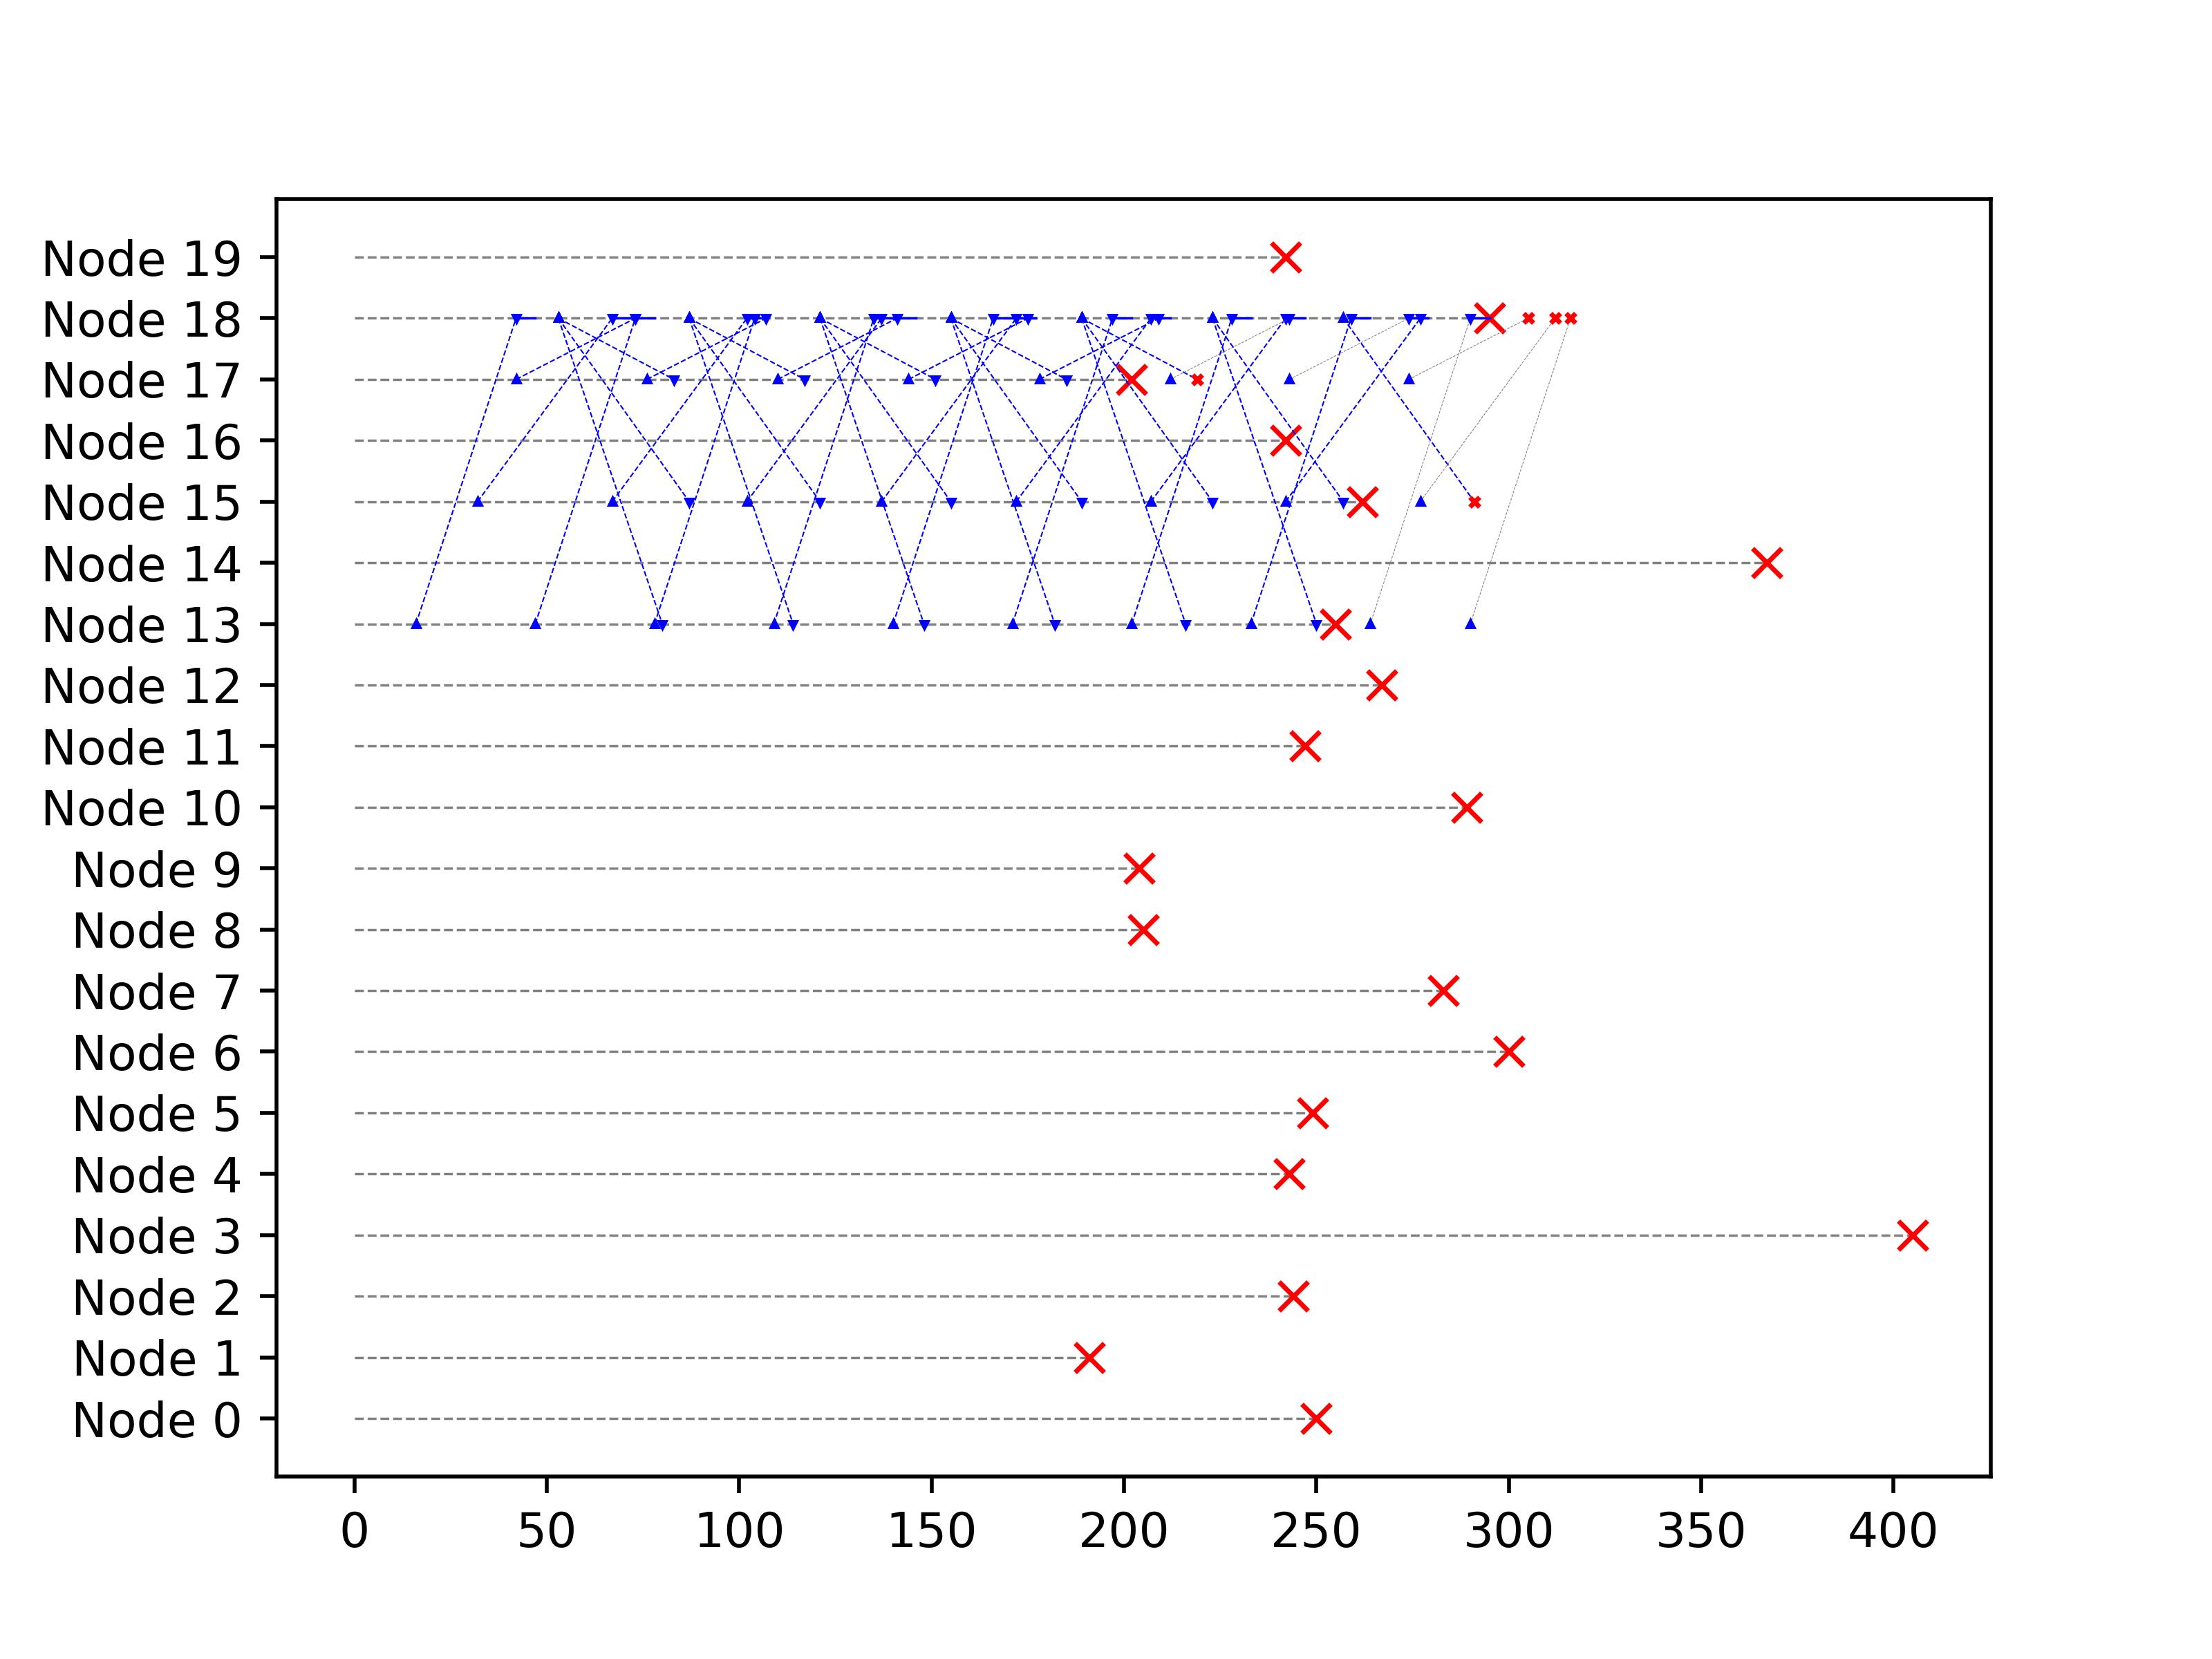 Node 19
Node 18
Node 17
Node 16
Node 15
Node 14
Node 13
Node 12
Node 11
Node 10
Node 9
Node 8
Node 7
Node 6
Node 5
Node 4
Node 3
Node 2
Node 1
Node 0
0 50 100 150 200 250 300 350 400